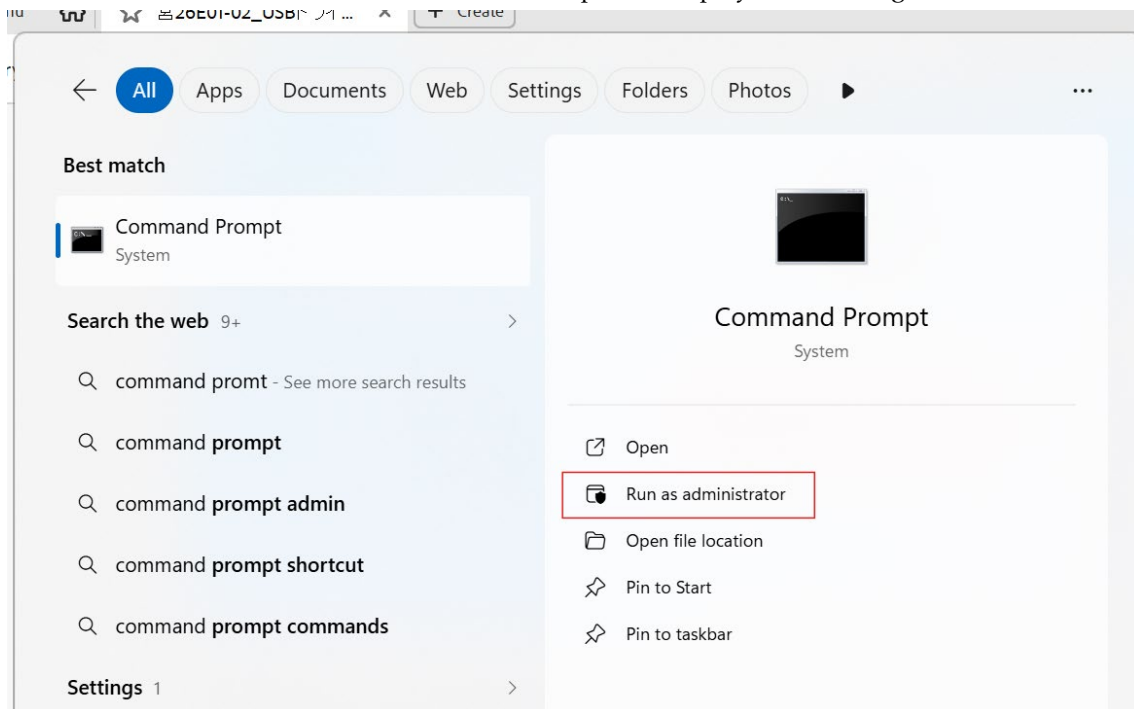 Create
All Apps Documents Web Settings Folders Photos
Best match
Command Prompt
System
Search the web 9+
command promt - See more search results
command prompt
command prompt admin
command prompt shortcut
command prompt commands
Settings 1
Command Prompt
System
Open
Run as administrator
Open file location
Pin to Start
Pin to taskbar